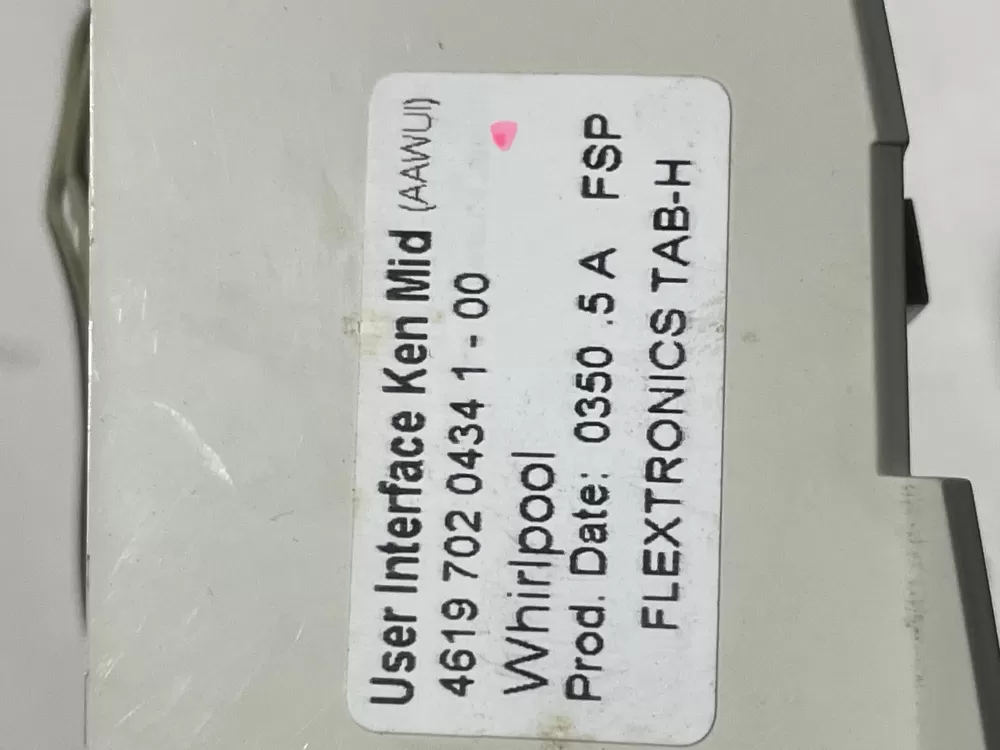 User Interface Ken Mid (AAWUI)
4619 702 0434 1 - 00
Whirlpool
Prod. Date: 0350 .5 A FSP
FLEXTRONICS TAB-H